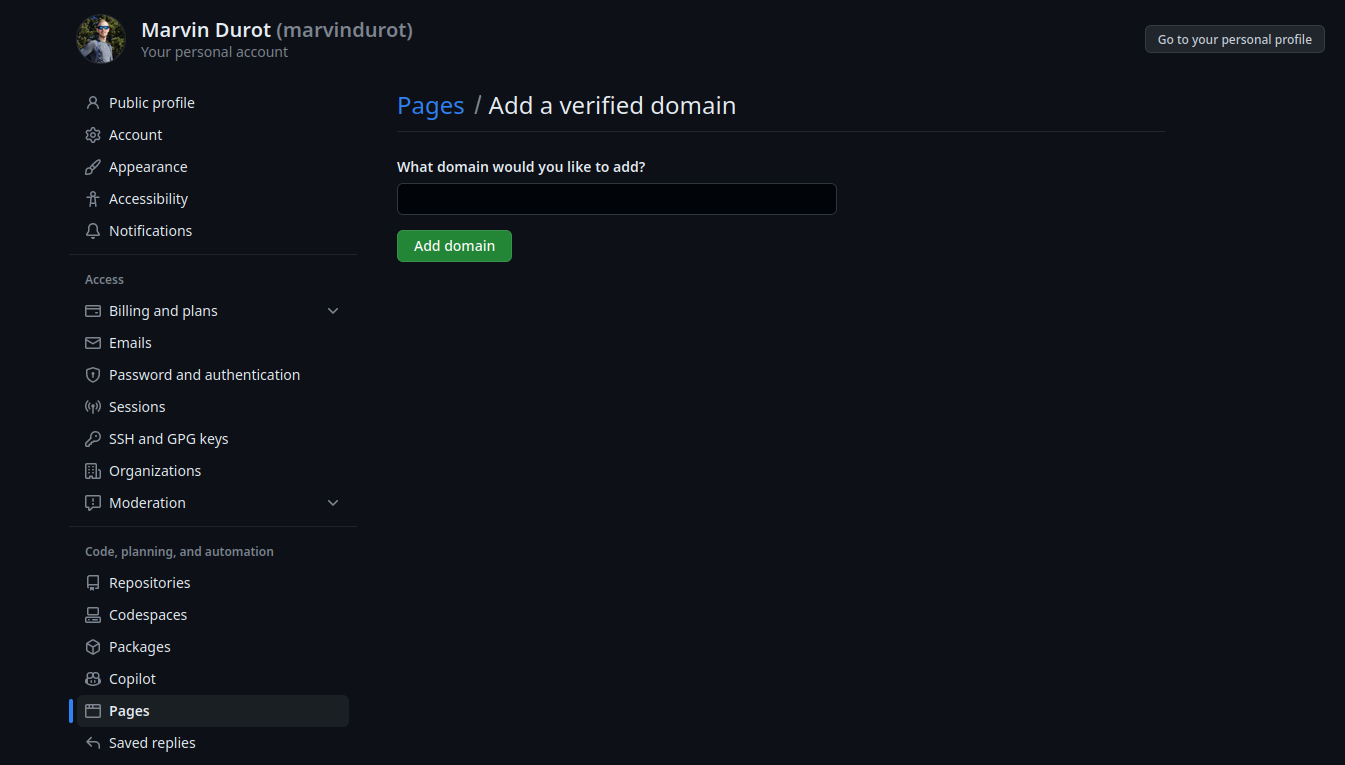 Marvin Durot (marvindurot)
Your personal account
Go to your personal profile
Public profile
Account
Appearance
Accessibility
Notifications
Access
Billing and plans
Emails
Password and authentication
Sessions
SSH and GPG keys
Organizations
Moderation
Code, planning, and automation
Repositories
Codespaces
Packages
Copilot
Pages
Saved replies
Pages / Add a verified domain
What domain would you like to add?
Add domain